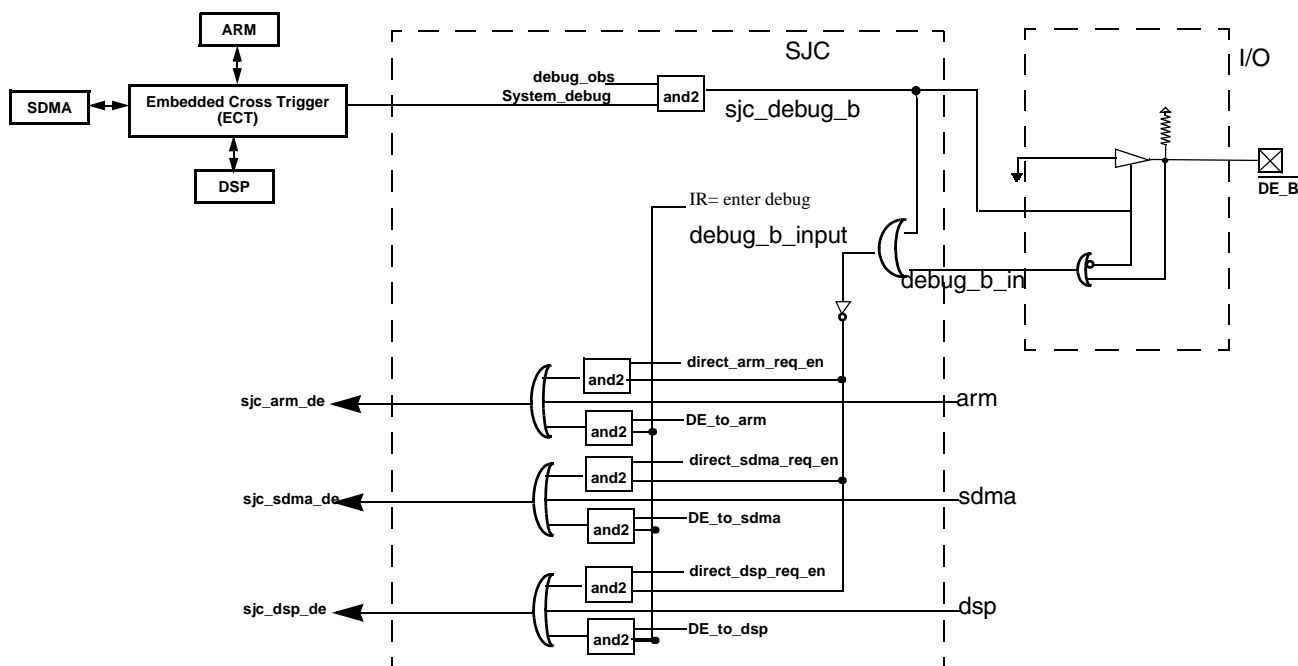 ARM
SJC
I/O
debug_obs
System_debug
and2
SDMA
Embedded Cross Trigger
(ECT)
sjc_debug_b
DSP
DE_B
IR= enter debug
debug_b_input
debug_b_in
direct_arm_req_en
and2
sjc_arm_de
arm
DE_to_arm
and2
direct_sdma_req_en
and2
sjc_sdma_de
sdma
DE_to_sdma
and2
direct_dsp_req_en
and2
sjc_dsp_de
dsp
DE_to_dsp
and2